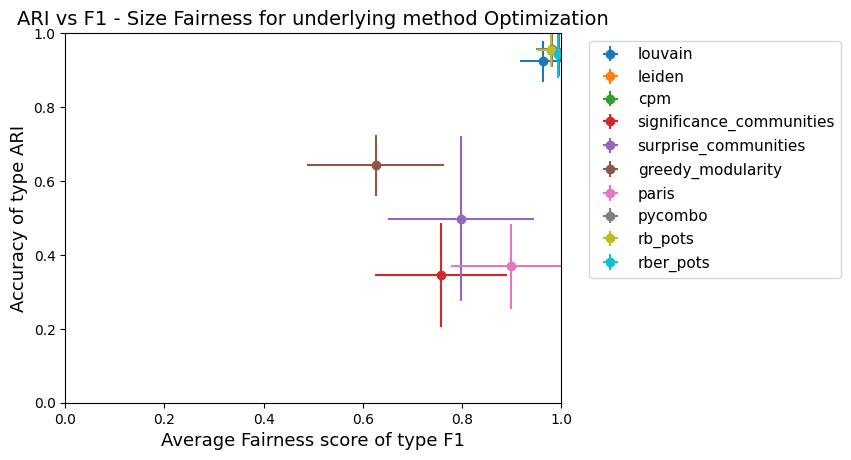 ARI vs F1 - Size Fairness for underlying method Optimization
Accuracy of type ARI
1.0
0.8
0.6
0.4
0.2
0.0
0.0 0.2 0.4 0.6 0.8 1.0
Average Fairness score of type F1
louvain
leiden
cpm
significance_communities
surprise_communities
greedy_modularity
paris
pycombo
rb_pots
rber_pots